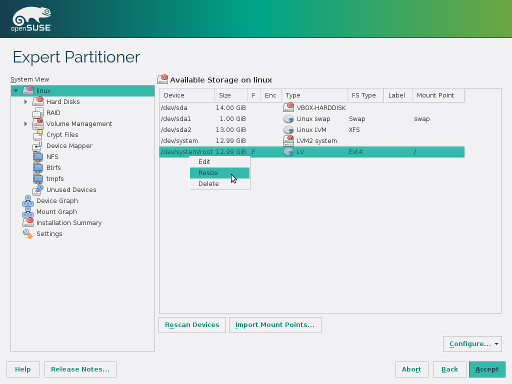 openSUSE
Expert Partitioner
System View
linux
Hard Disks
RAID
Volume Management
Crypt Files
Device Mapper
NFS
Btrfs
tmpfs
Unused Devices
Device Graph
Mount Graph
Installation Summary
Settings
Available Storage on linux
Device Size F Enc Type FS Type Label Mount Point
/dev/sda 14.00 GiB VBOX-HARDDISK
/dev/sda1 1.00 GiB Linux swap Swap swap
/dev/sda2 13.00 GiB Linux LVM XFS
/dev/system 12.99 GiB LVM2 system
/dev/system/root 12.99 GiB F LV Ext4 /
Edit
Resize
Delete
Rescan Devices Import Mount Points...
Configure...
Help Release Notes... Abort Back Accept